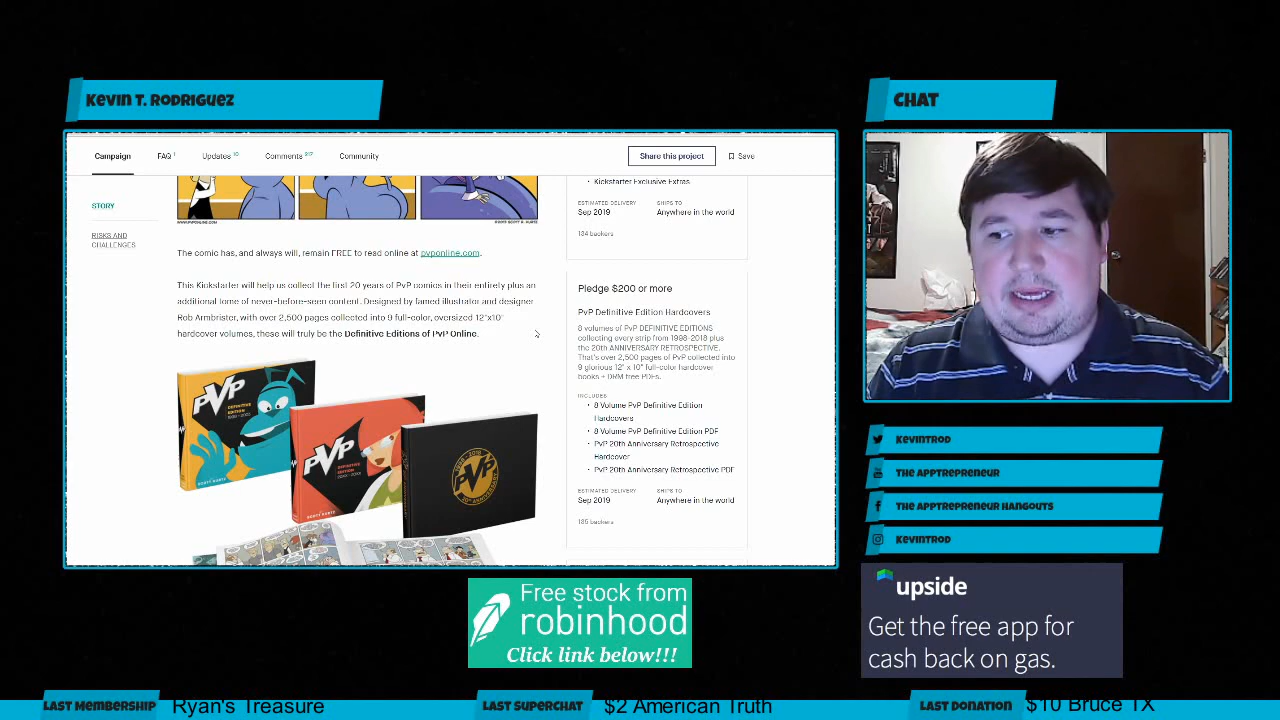 Kevin T. Rodriguez
CHAT
Campaign
FAQ 1
Updates 10
Comments 217
Community
Share this project
Save
STORY
RISKS AND
CHALLENGES
The comic has, and always will, remain FREE to read online at pvponline.com.
This Kickstarter will help us collect the first 20 years of PvP comics in their entirety plus an
additional tome of never-before-seen content. Designed by famed illustrator and designer
Rob Armbrister, with over 2,500 pages collected into 9 full-color, oversized 12"x10"
hardcover volumes, these will truly be the Definitive Editions of PvP Online.
PVP
DEFINITIVE
EDITION
PVP
DEFINITIVE
EDITION
SCOTT KURTZ
PVP
Kickstarter Exclusive Extras
ESTIMATED DELIVERY
Sep 2019
SHIPS TO
Anywhere in the world
134 backers
Pledge $200 or more
PvP Definitive Edition Hardcovers
8 volumes of PvP DEFINITIVE EDITIONS
collecting every strip from 1998-2018 plus
the 20th ANNIVERSARY RETROSPECTIVE.
That's over 2,500 pages of PvP collected into
9 glorious 12" x 10" full-color hardcover
books + DRM free PDFs.
INCLUDES
8 Volume PvP Definitive Edition
Hardcovers
8 Volume PvP Definitive Edition PDF
PvP 20th Anniversary Retrospective
Hardcover
PvP 20th Anniversary Retrospective PDF
ESTIMATED DELIVERY
Sep 2019
SHIPS TO
Anywhere in the world
185 backers
KEVINTROD
THE APPTREPRENEUR
THE APPTREPRENEUR HANGOUTS
KEVINTROD
Free stock from
robinhood
Click link below!!!
upside
Get the free app for
cash back on gas.
LAST MEMBERSHIP
Ryan's Treasure
LAST SUPERCHAT
$2 American Truth
LAST DONATION
$10 Bruce TX